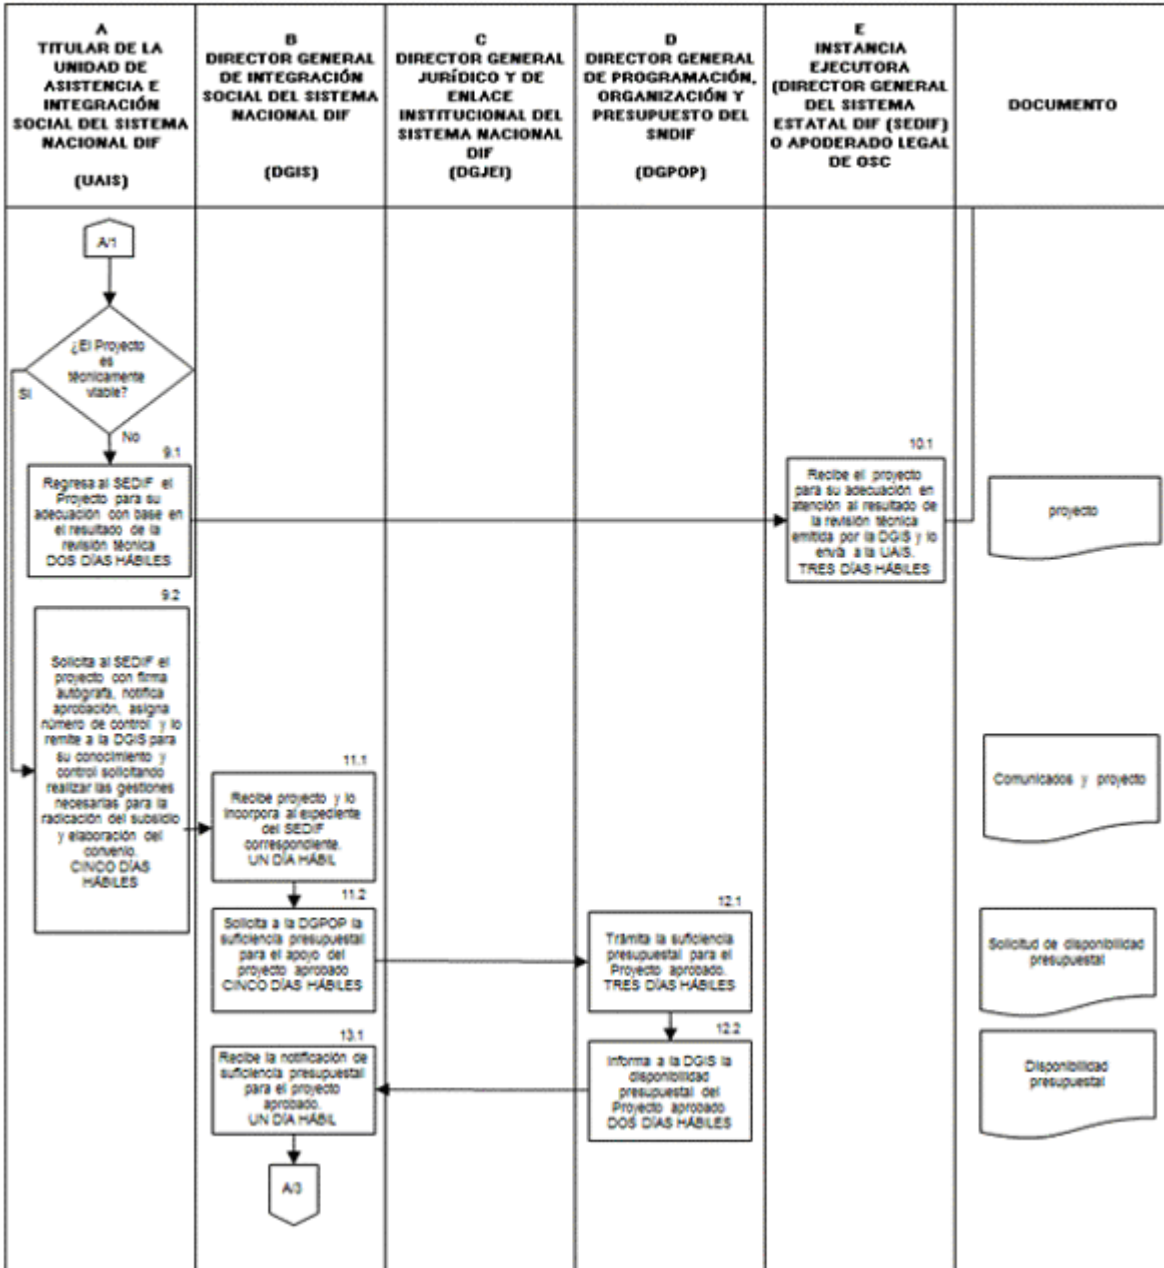 A
TITULAR DE LA
UNIDAD DE
ASISTENCIA E
INTEGRACIÓN
SOCIAL DEL SISTEMA
NACIONAL DIF
(UAIS)
B
DIRECTOR GENERAL
DE INTEGRACIÓN
SOCIAL DEL SISTEMA
NACIONAL DIF
(DGIS)
C
DIRECTOR GENERAL
JURÍDICO Y DE
ENLACE
INSTITUCIONAL DEL
SISTEMA NACIONAL
DIF
(DGJEI)
D
DIRECTOR GENERAL
DE PROGRAMACIÓN,
ORGANIZACIÓN Y
PRESUPUESTO DEL
SNDIF
(DGPOP)
E
INSTANCIA
EJECUTORA
(DIRECTOR GENERAL
DEL SISTEMA
ESTATAL DIF (SEDIF)
O APODERADO LEGAL
DE OSC
DOCUMENTO
A/1
¿El Proyecto
es
técnicamente
viable?
Si
No
9.1
Regresa al SEDIF el
Proyecto para su
adecuación con base en
el resultado de la
revisión técnica
DOS DÍAS HÁBILES
10.1
Recibe el proyecto
para su adecuación en
atención al resultado de
la revisión técnica
emitida por la DGIS y lo
envía a la UAIS.
TRES DÍAS HÁBILES
proyecto
9.2
Solicita al SEDIF el
proyecto con firma
autógrafa, notifica
aprobación, asigna
número de control y lo
remite a la DGIS para
su conocimiento y
control solicitando
realizar las gestiones
necesarias para la
radicación del subsidio
y elaboración del
convenio.
CINCO DÍAS
HÁBILES
11.1
Recibe proyecto y lo
incorpora al expediente
del SEDIF
correspondiente.
UN DÍA HÁBIL
Comunicados y proyecto
11.2
Solicita a la DGPOP la
suficiencia presupuestal
para el apoyo del
proyecto aprobado
CINCO DÍAS HÁBILES
12.1
Trámita la suficiencia
presupuestal para el
Proyecto aprobado.
TRES DÍAS HÁBILES
Solicitud de disponibilidad
presupuestal
13.1
Recibe la notificación de
suficiencia presupuestal
para el proyecto
aprobado.
UN DÍA HÁBIL
12.2
Informa a la DGIS la
disponibilidad
presupuestal del
Proyecto aprobado
DOS DÍAS HÁBILES
Disponibilidad
presupuestal
A/3